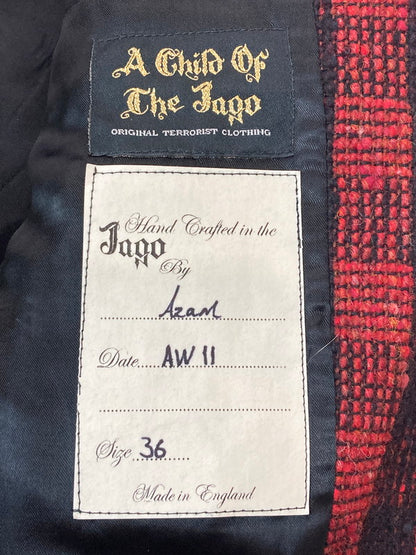 A Child Of
The Jago
ORIGINAL TERRORIST CLOTHING
Hand Crafted in the
Jago
By
Azam
Date AW 11
Size 36
Made in England